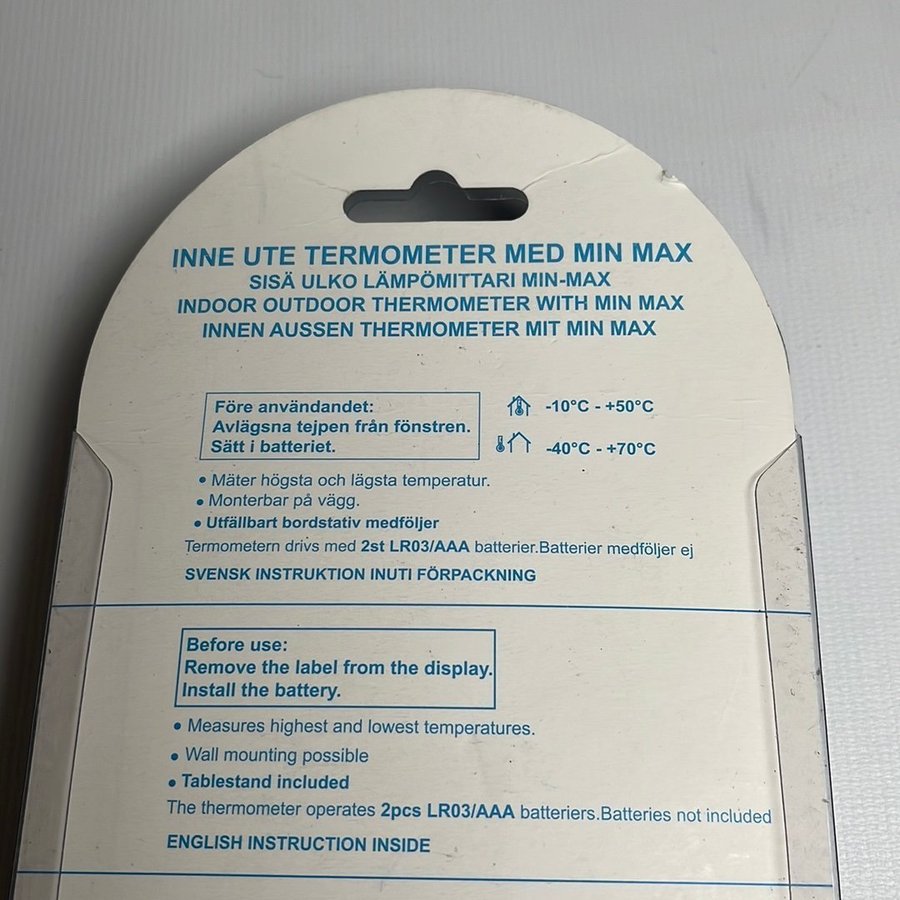 INNE UTE TERMOMETER MED MIN MAX
SISÄ ULKO LÄMPÖMITTARI MIN-MAX
INDOOR OUTDOOR THERMOMETER WITH MIN MAX
INNEN AUSSEN THERMOMETER MIT MIN MAX
Före användandet:
Avlägsna tejpen från fönstren.
Sätt i batteriet.
-10°C - +50°C
-40°C - +70°C
• Mäter högsta och lägsta temperatur.
• Monterbar på vägg.
• Utfällbart bordstativ medföljer
Termometern drivs med 2st LR03/AAA batterier.Batterier medföljer ej
SVENSK INSTRUKTION INUTI FÖRPACKNING
Before use:
Remove the label from the display.
Install the battery.
• Measures highest and lowest temperatures.
• Wall mounting possible
• Tablestand included
The thermometer operates 2pcs LR03/AAA batteriers.Batteries not included
ENGLISH INSTRUCTION INSIDE